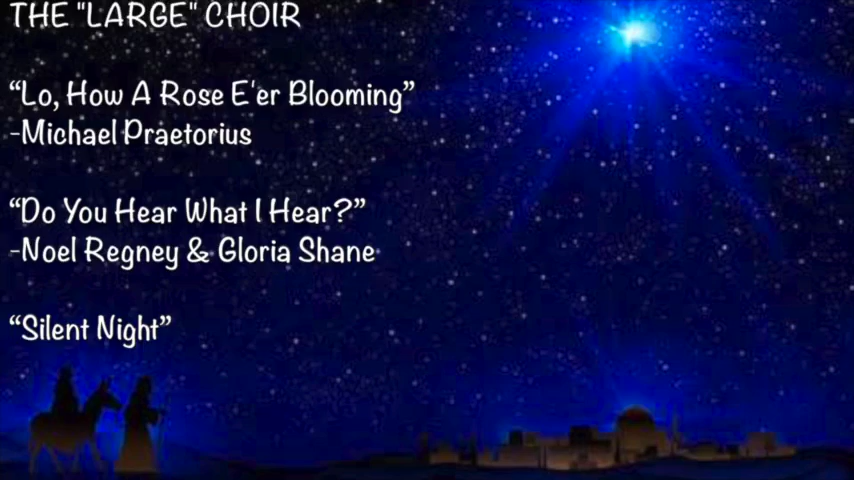 THE "LARGE" CHOIR
“Lo, How A Rose E'er Blooming”
-Michael Praetorius
“Do You Hear What I Hear?”
-Noel Regney & Gloria Shane
“Silent Night”